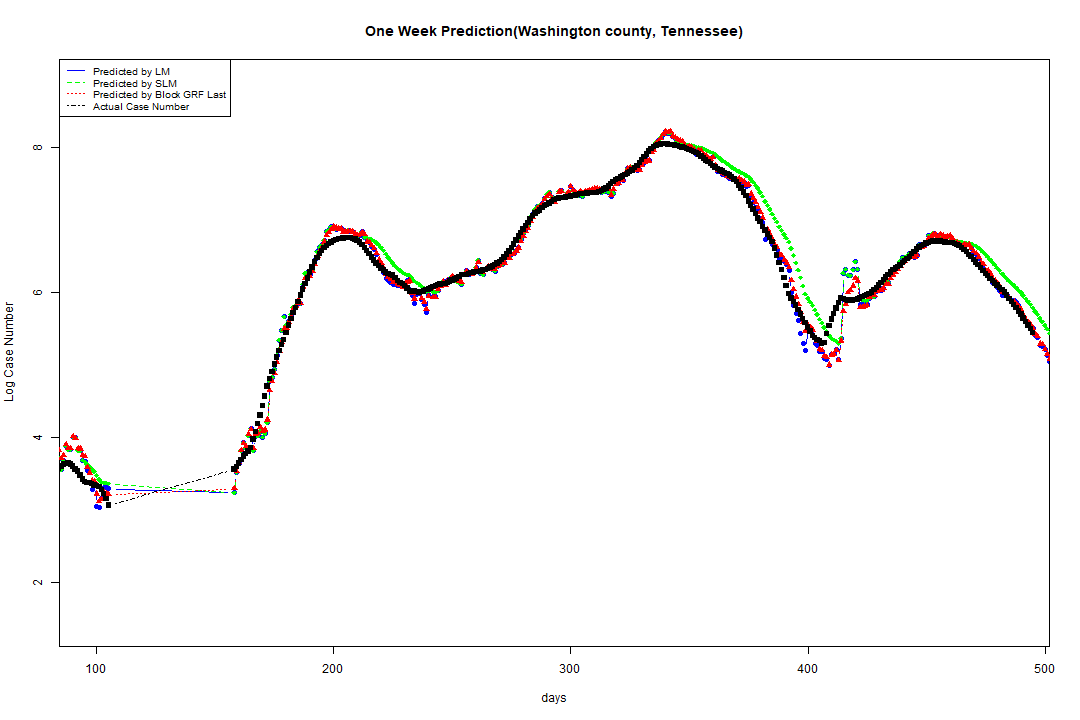 One Week Prediction(Washington county, Tennessee)
Predicted by LM
Predicted by SLM
Predicted by Block GRF Last
Actual Case Number
8
6
4
2
Log Case Number
100 200 300 400 500
days